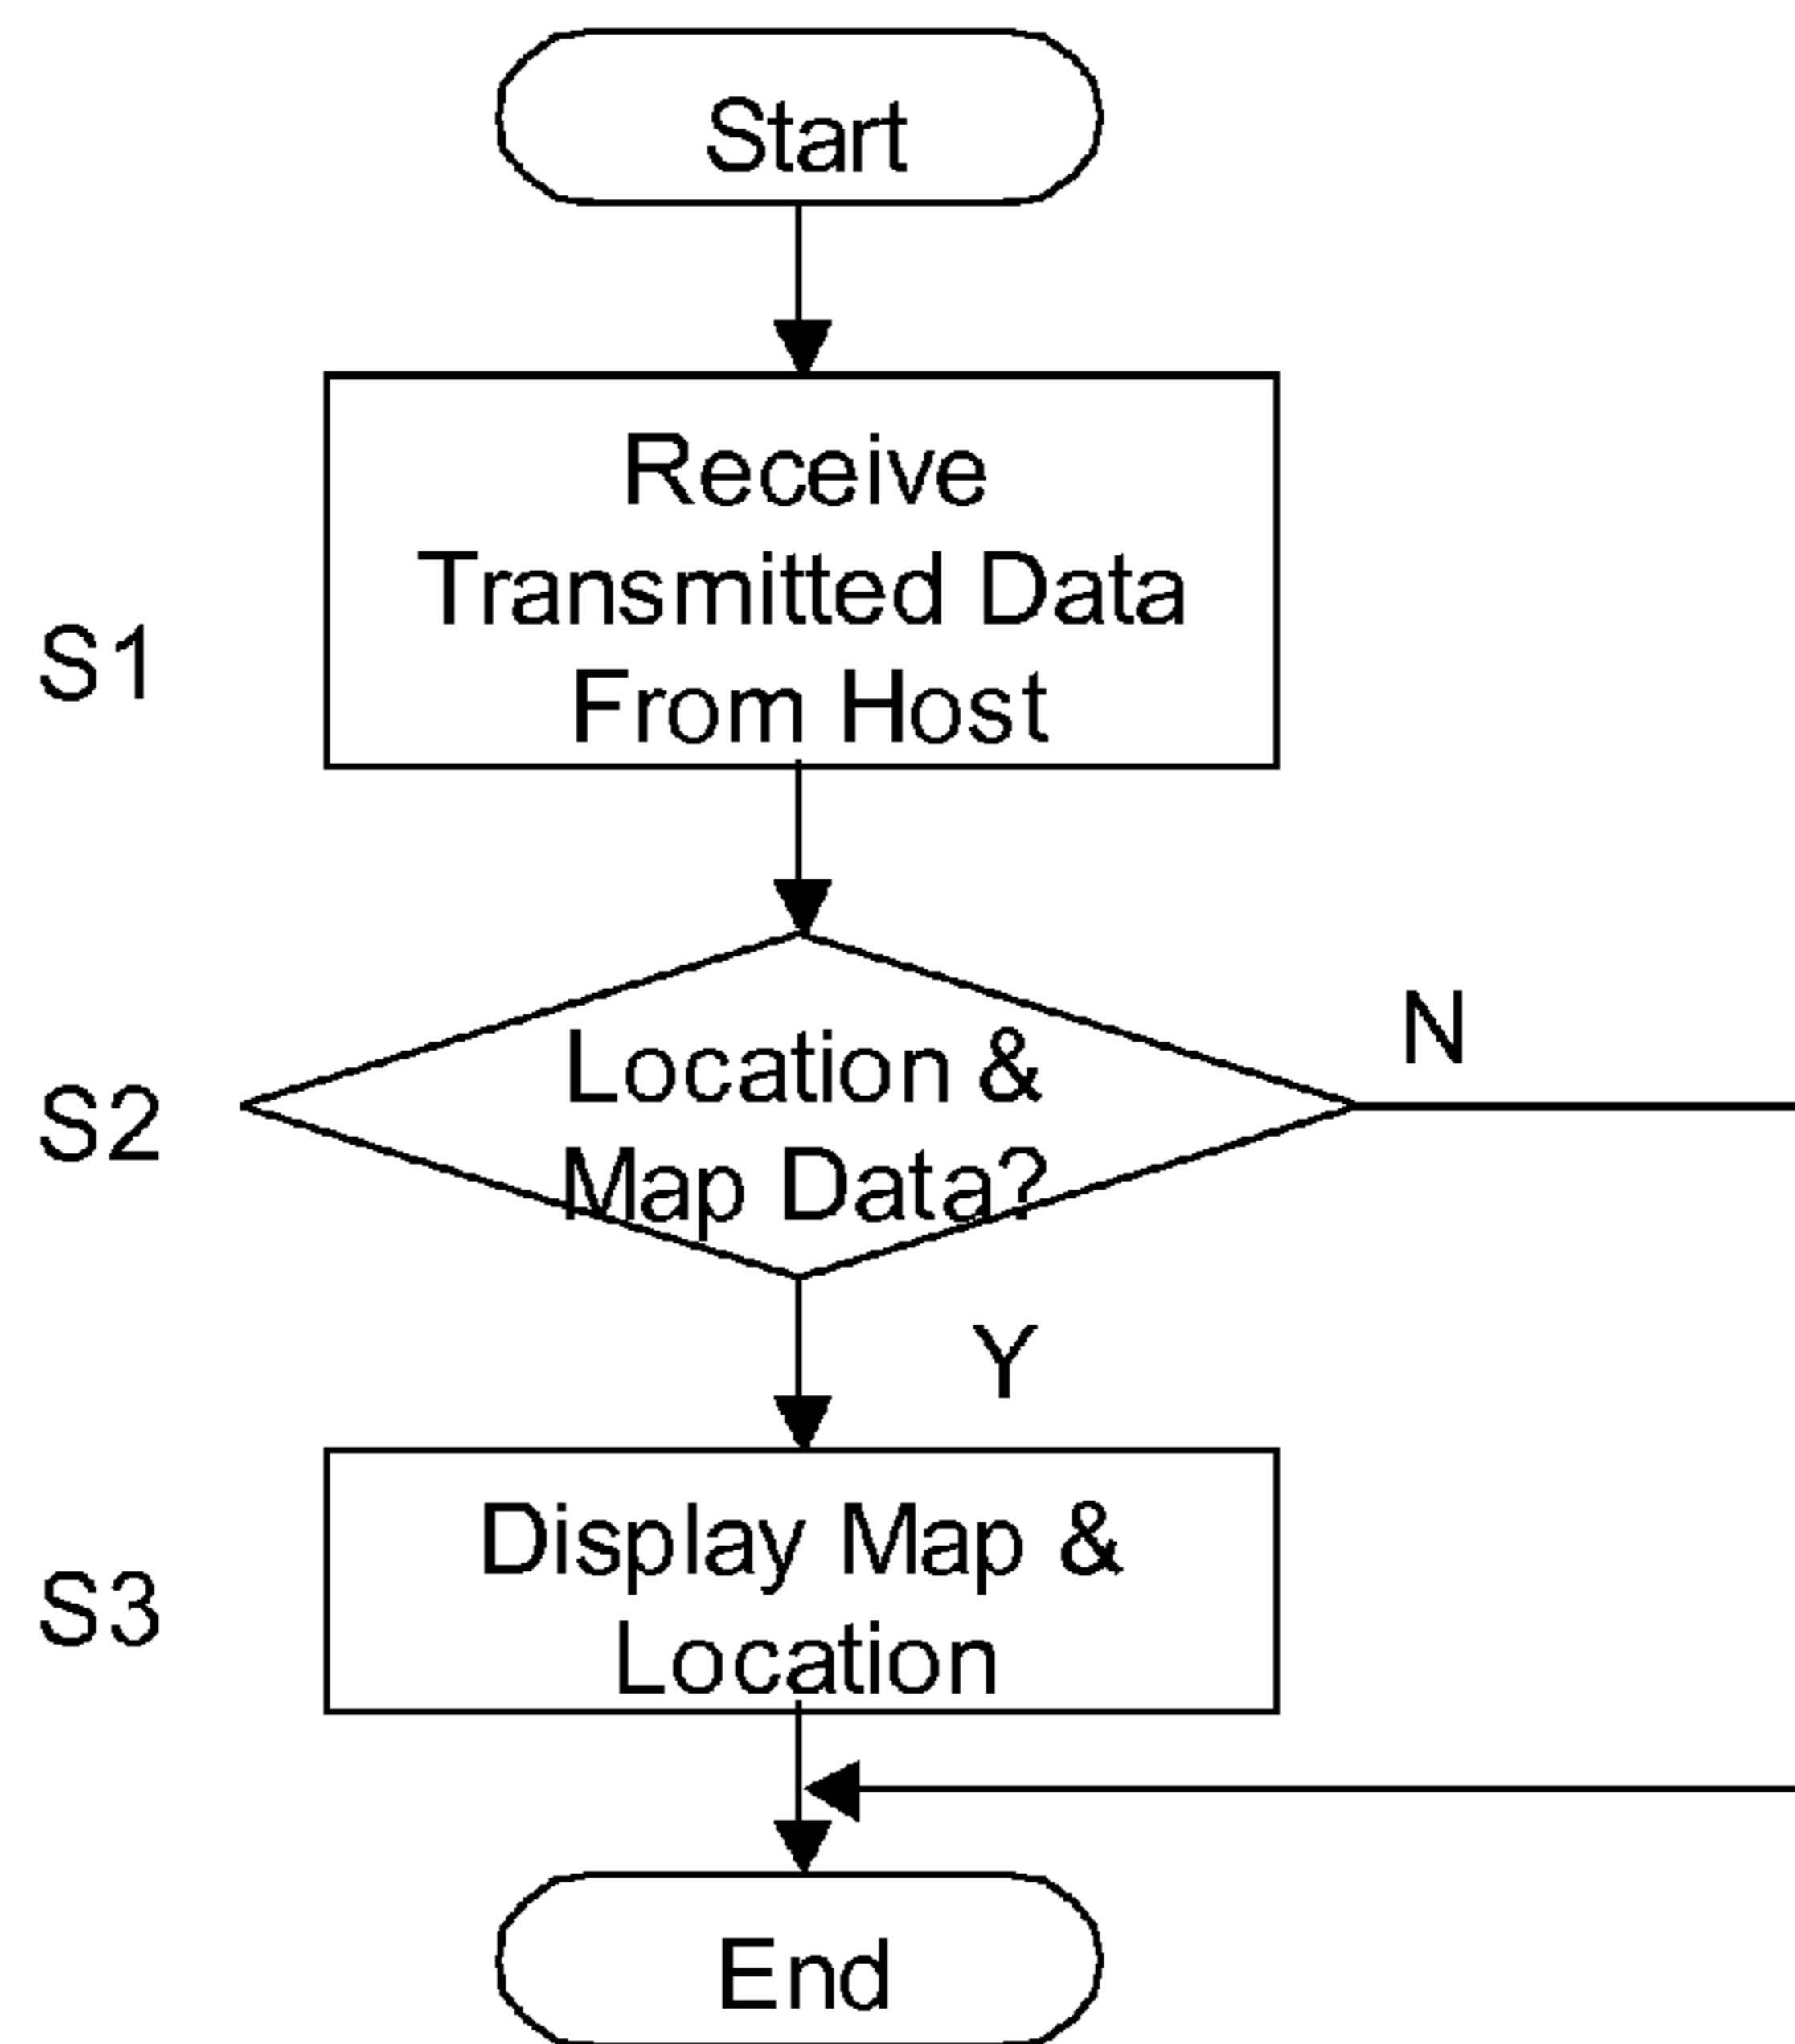 Start
Receive
Transmitted Data
From Host
S1
Location &
Map Data?
N
S2
Y
Display Map &
Location
S3
End